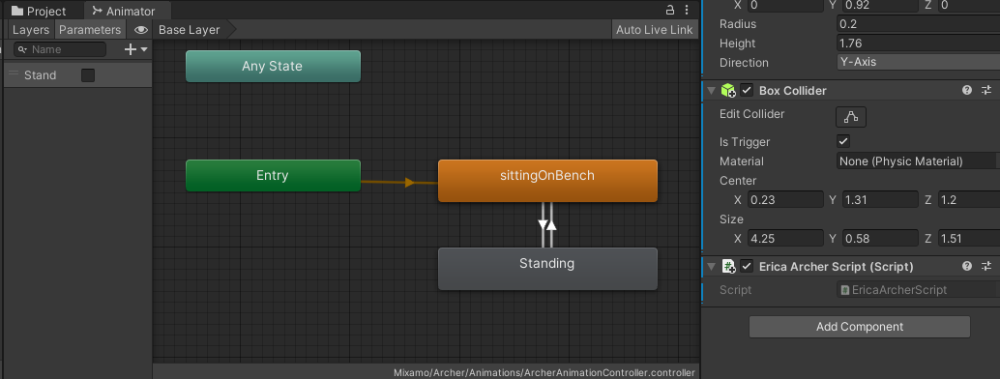 Project
Animator
Layers Parameters
Base Layer
Auto Live Link
Name
Stand
Any State
Entry
sittingOnBench
Standing
Mixamo/Archer/Animations/ArcherAnimationController.controller
X 0 Y 0.92 Z 0
Radius 0.2
Height 1.76
Direction Y-Axis
Box Collider
Edit Collider
Is Trigger
Material None (Physic Material)
Center
X 0.23 Y 1.31 Z 1.2
Size
X 4.25 Y 0.58 Z 1.51
# Erica Archer Script (Script)
Script # EricaArcherScript
Add Component